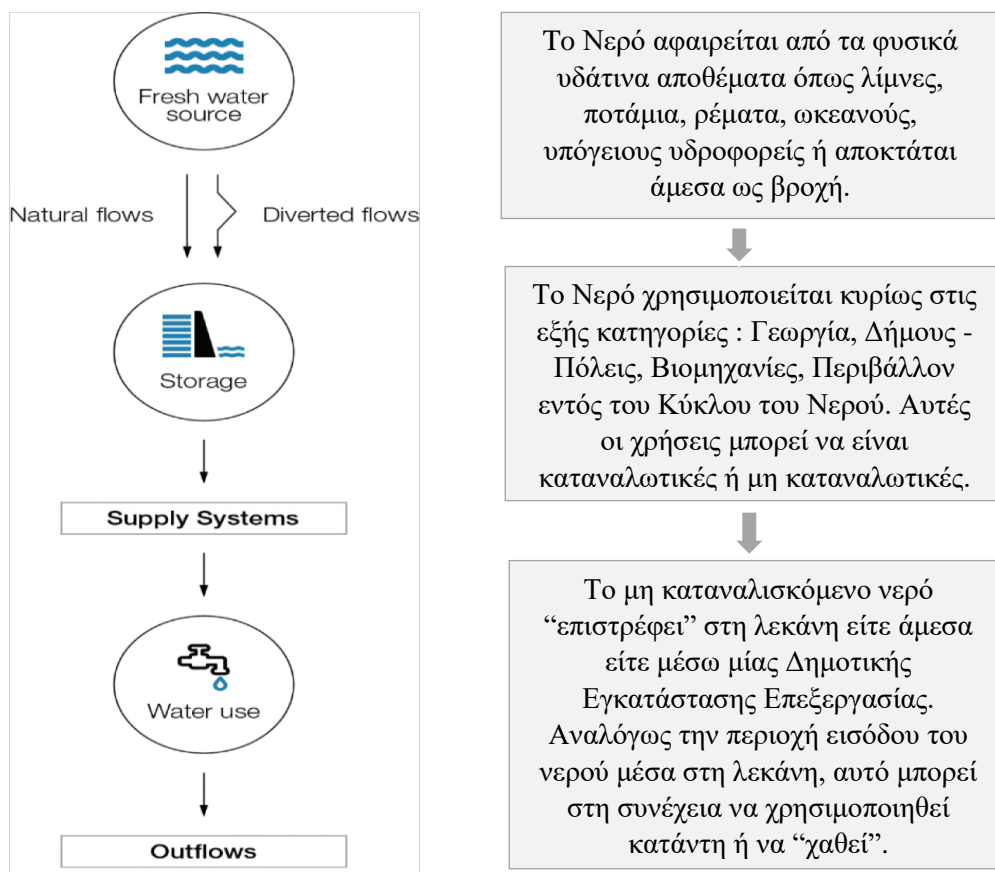 Fresh water
source
Natural flows
Diverted flows
Storage
Supply Systems
Water use
Outflows
Το Νερό αφαιρείται από τα φυσικά
υδάτινα αποθέματα όπως λίμνες,
ποτάμια, ρέματα, ωκεανούς,
υπόγειους υδροφορείς ή αποκτάται
άμεσα ως βροχή.
Το Νερό χρησιμοποιείται κυρίως στις
εξής κατηγορίες : Γεωργία, Δήμους -
Πόλεις, Βιομηχανίες, Περιβάλλον
εντός του Κύκλου του Νερού. Αυτές
οι χρήσεις μπορεί να είναι
καταναλωτικές ή μη καταναλωτικές.
Το μη καταναλισκόμενο νερό
“επιστρέφει” στη λεκάνη είτε άμεσα
είτε μέσω μίας Δημοτικής
Εγκατάστασης Επεξεργασίας.
Αναλόγως την περιοχή εισόδου του
νερού μέσα στη λεκάνη, αυτό μπορεί
στη συνέχεια να χρησιμοποιηθεί
κατάντη ή να “χαθεί”.